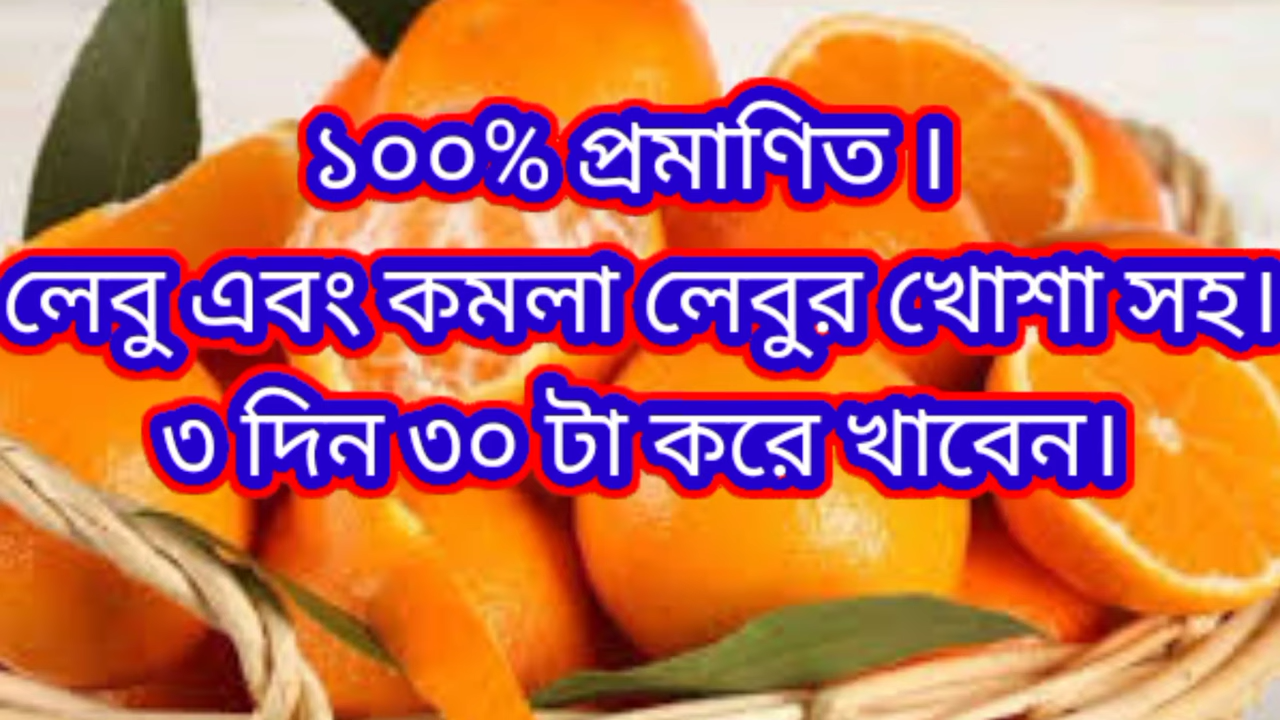 ১০০% প্রমাণিত ।
লেবু এবং কমলা লেবুর খোশা সহ।
৩ দিন ৩০ টা করে খাবেন।